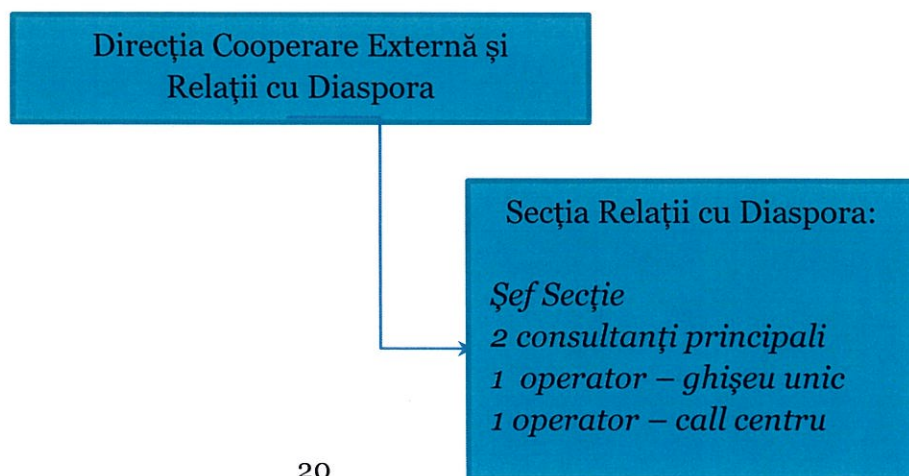 Direcția Cooperare Externă și
Relații cu Diaspora
Secția Relații cu Diaspora:
Șef Secție
2 consultanți principali
1 operator – ghișeu unic
1 operator – call centru
20